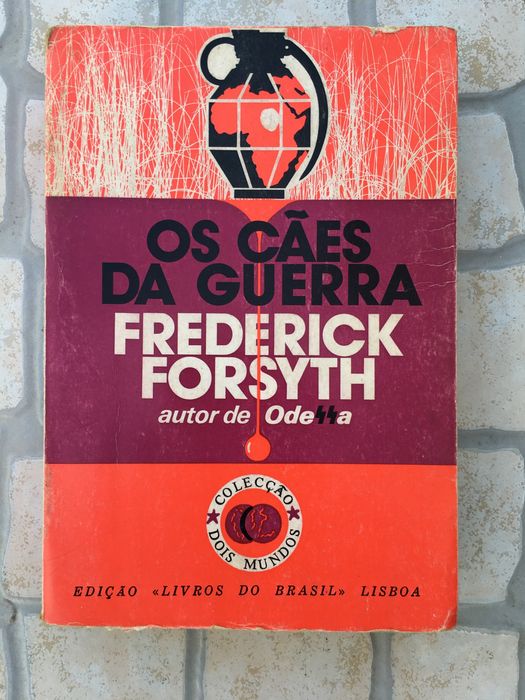 OS CÃES
DA GUERRA
FREDERICK
FORSYTH
autor de Odessa
COLECÇÃO
DOIS MUNDOS
EDIÇÃO «LIVROS DO BRASIL» LISBOA